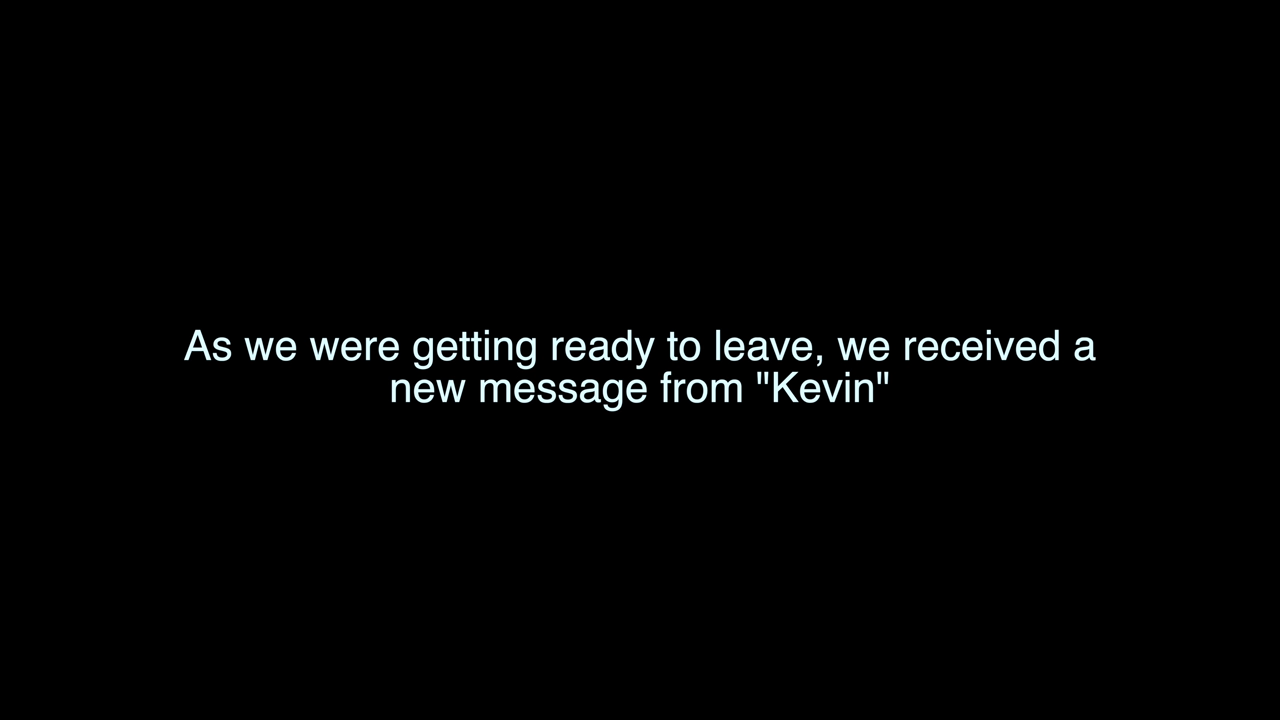 As we were getting ready to leave, we received a
new message from "Kevin"